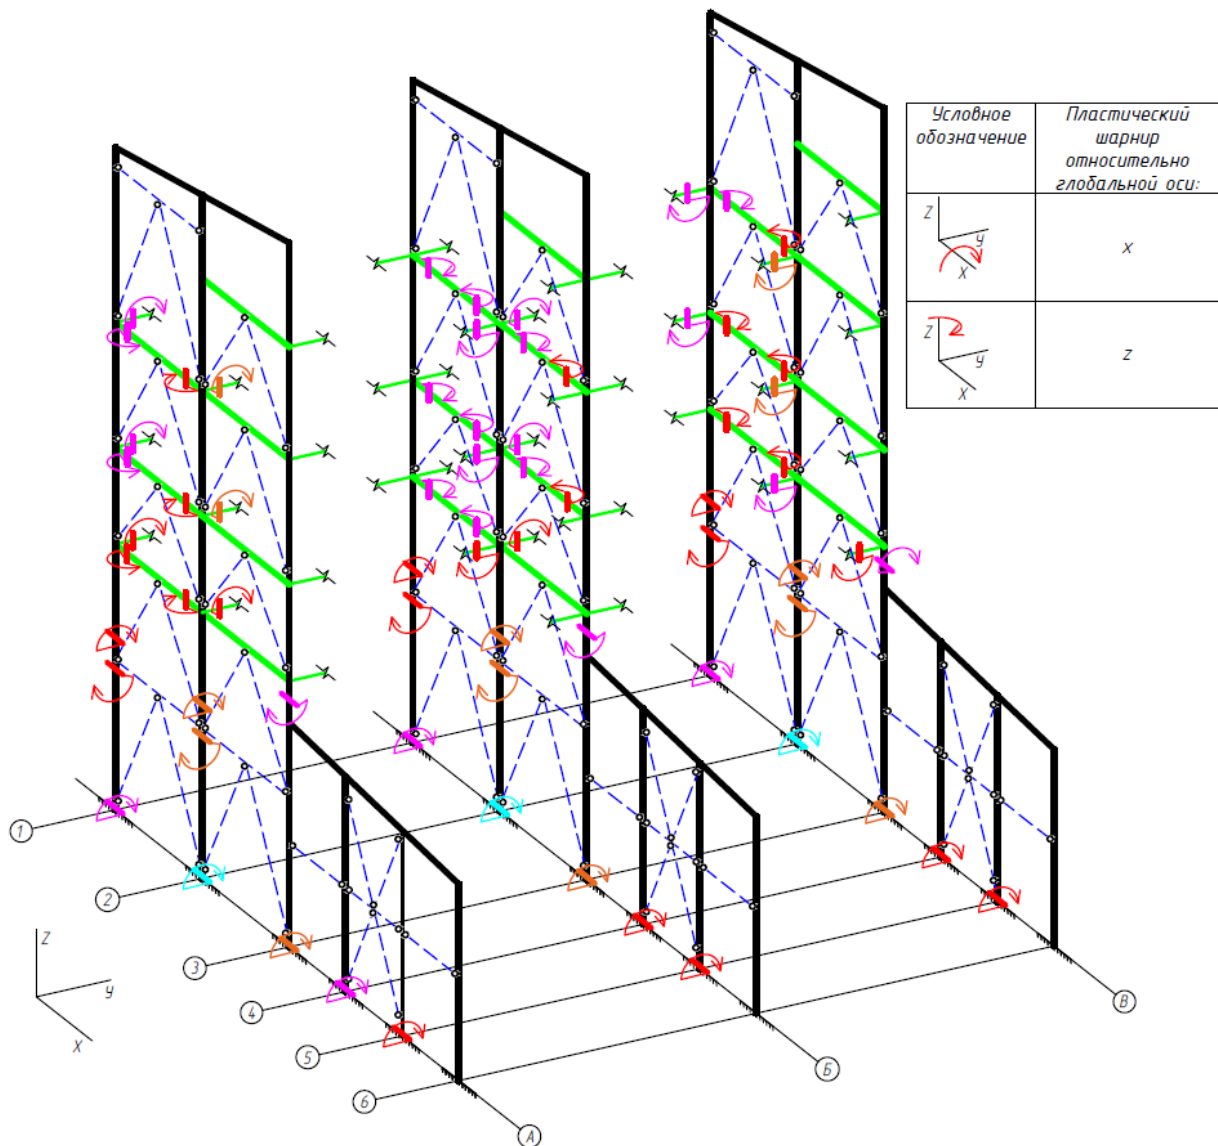 Условное
обозначение
Пластический
шарнир
относительно
глобальной оси:
Z
y
X
x
Z
y
X
z
1
2
3
4
5
6
Z
y
X
А
Б
В